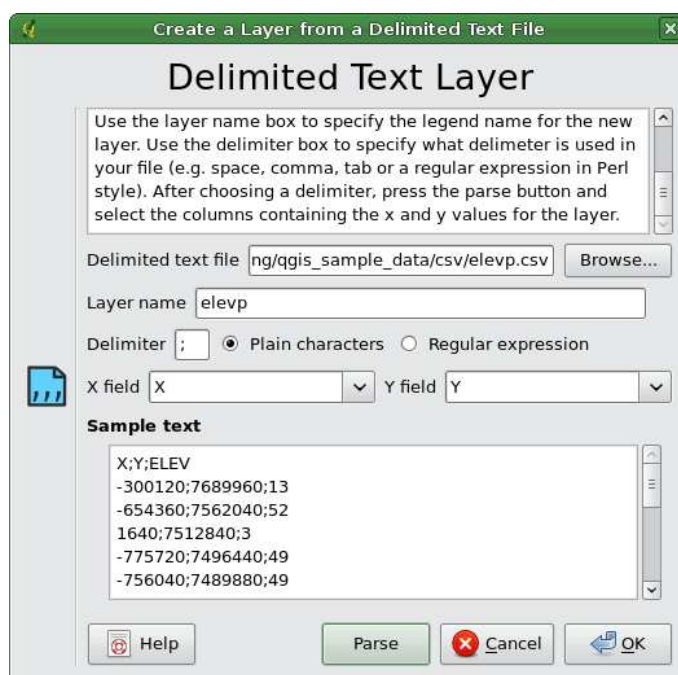 Create a Layer from a Delimited Text File
Delimited Text Layer
Use the layer name box to specify the legend name for the new
layer. Use the delimiter box to specify what delimeter is used in
your file (e.g. space, comma, tab or a regular expression in Perl
style). After choosing a delimiter, press the parse button and
select the columns containing the x and y values for the layer.
Delimited text file ng/qgis_sample_data/csv/elevp.csv Browse...
Layer name elevp
Delimiter ; Plain characters Regular expression
X field X Y field Y
Sample text
X;Y;ELEV
-300120;7689960;13
-654360;7562040;52
1640;7512840;3
-775720;7496440;49
-756040;7489880;49
Help Parse Cancel OK